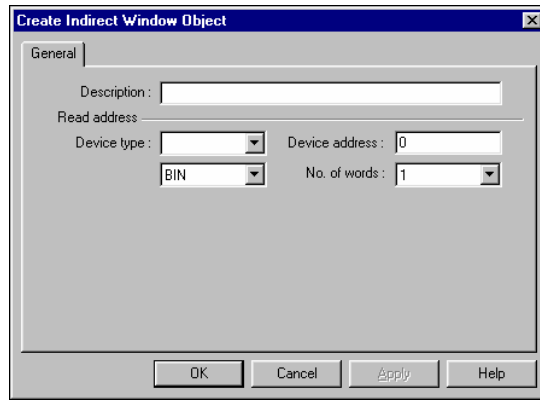 Create Indirect Window Object
General
Description :
Read address
Device type : Device address : 0
BIN No. of words : 1
OK Cancel Apply Help